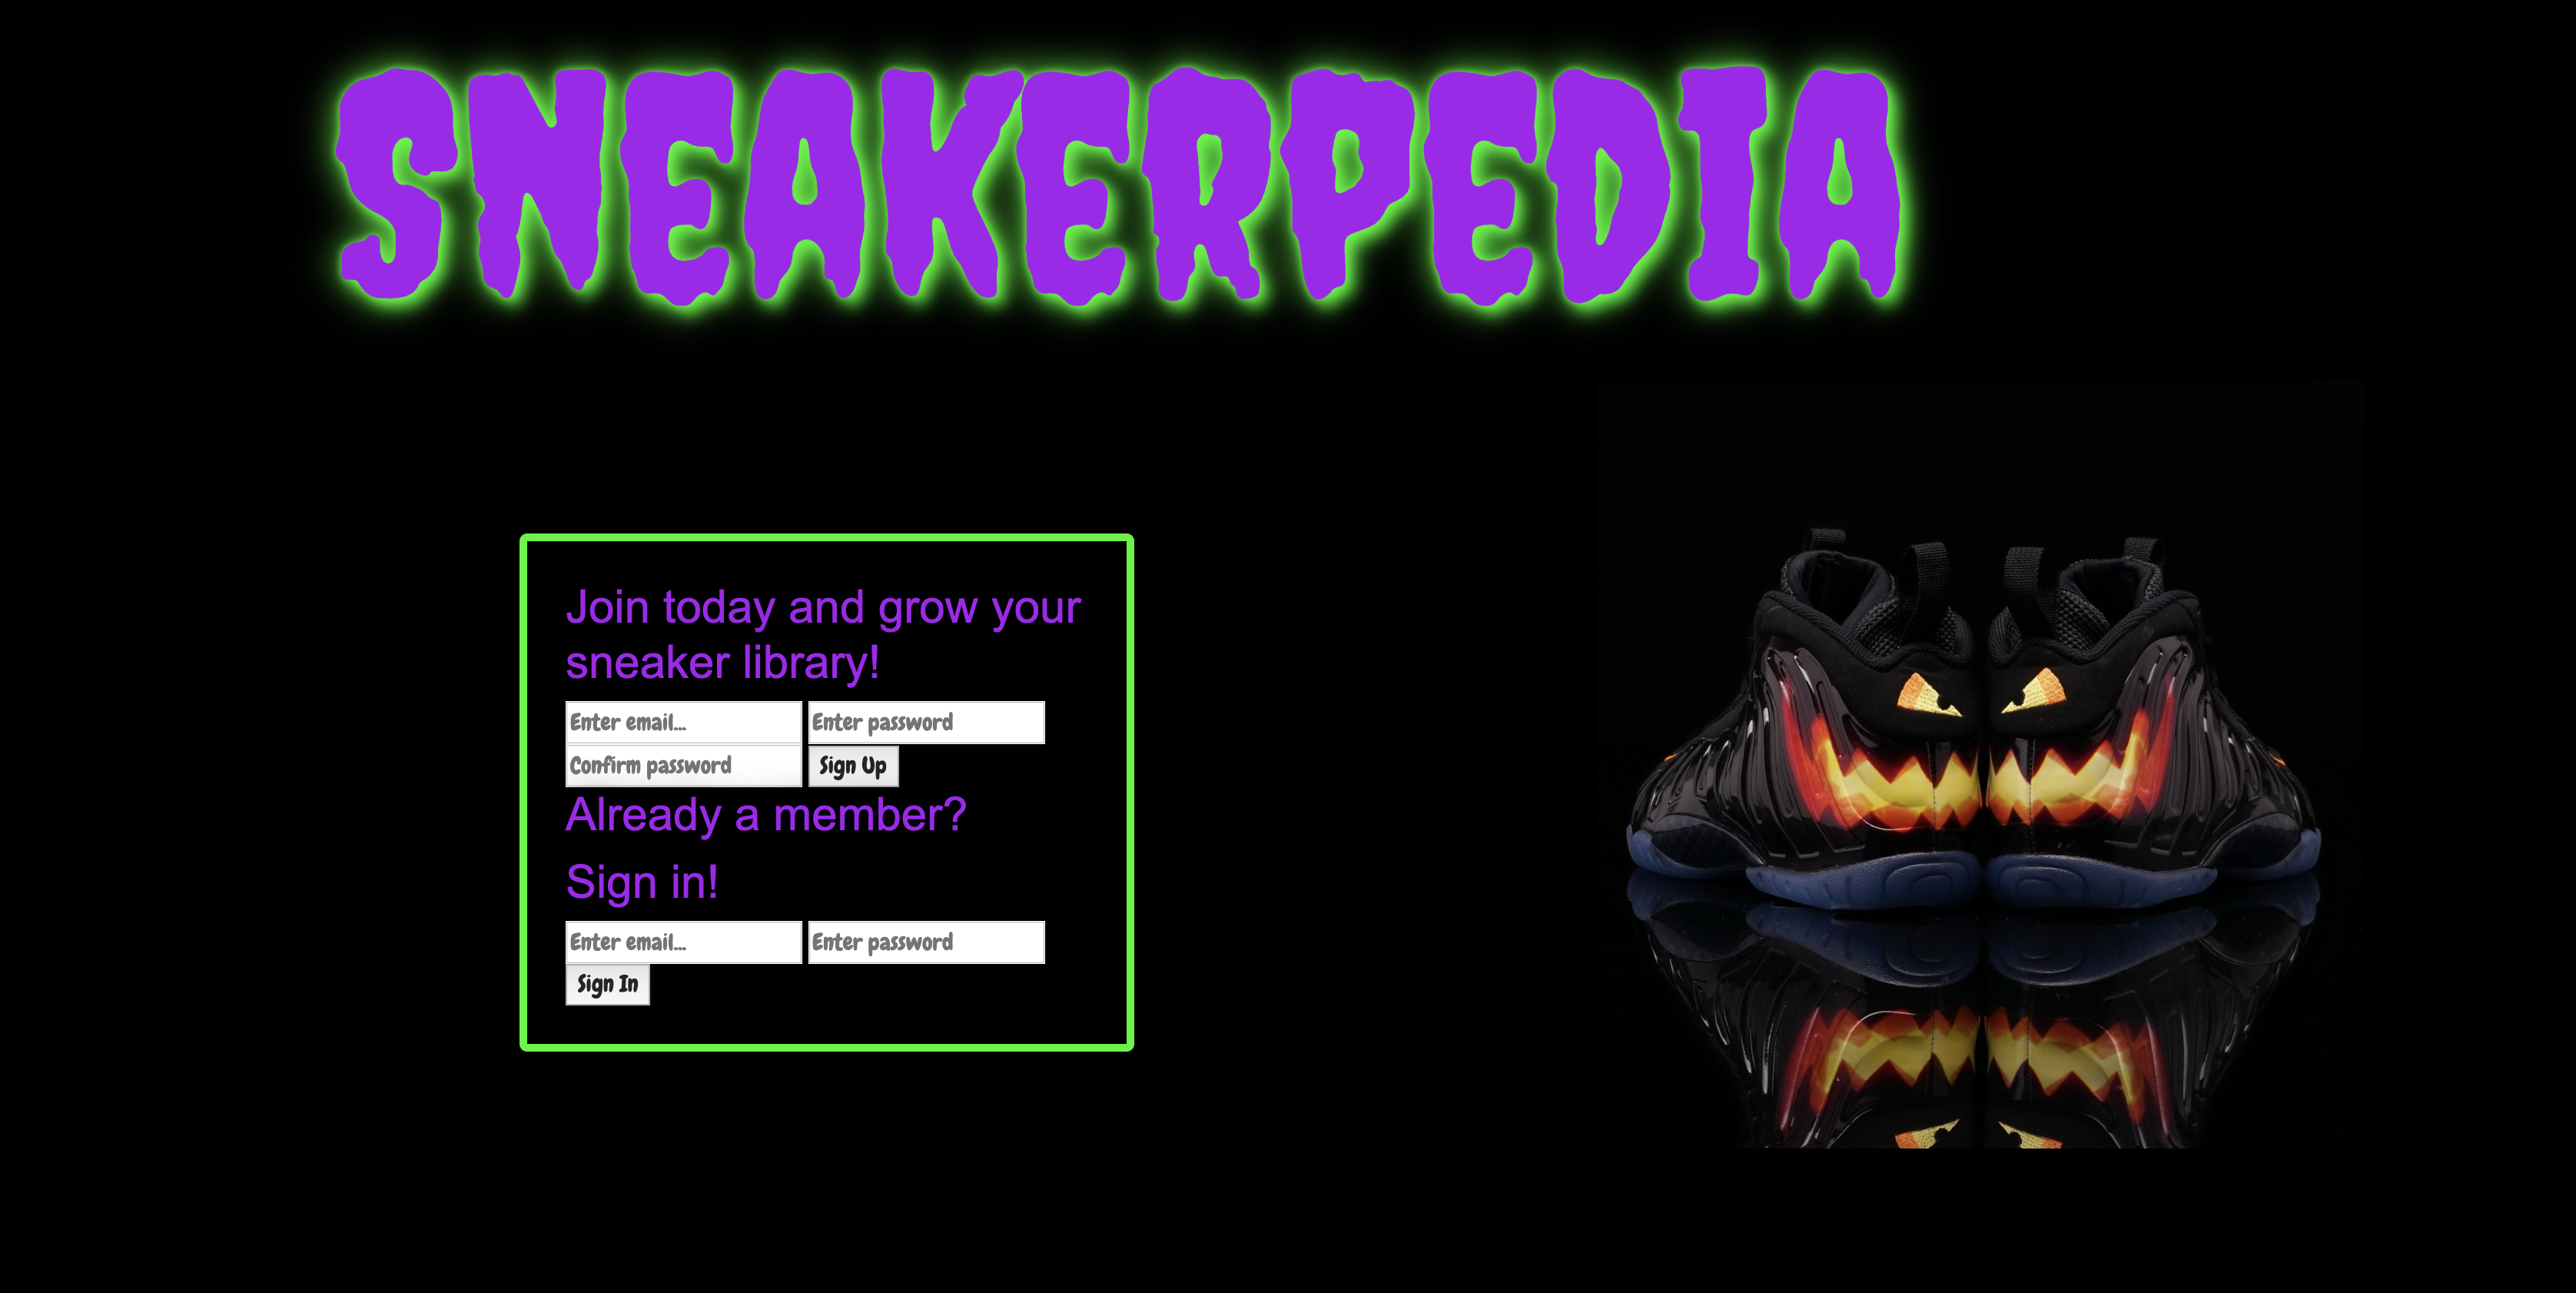 SNEAKERPEDIA
Join today and grow your
sneaker library!
Enter email... Enter password
Confirm password Sign Up
Already a member?
Sign in!
Enter email... Enter password
Sign In